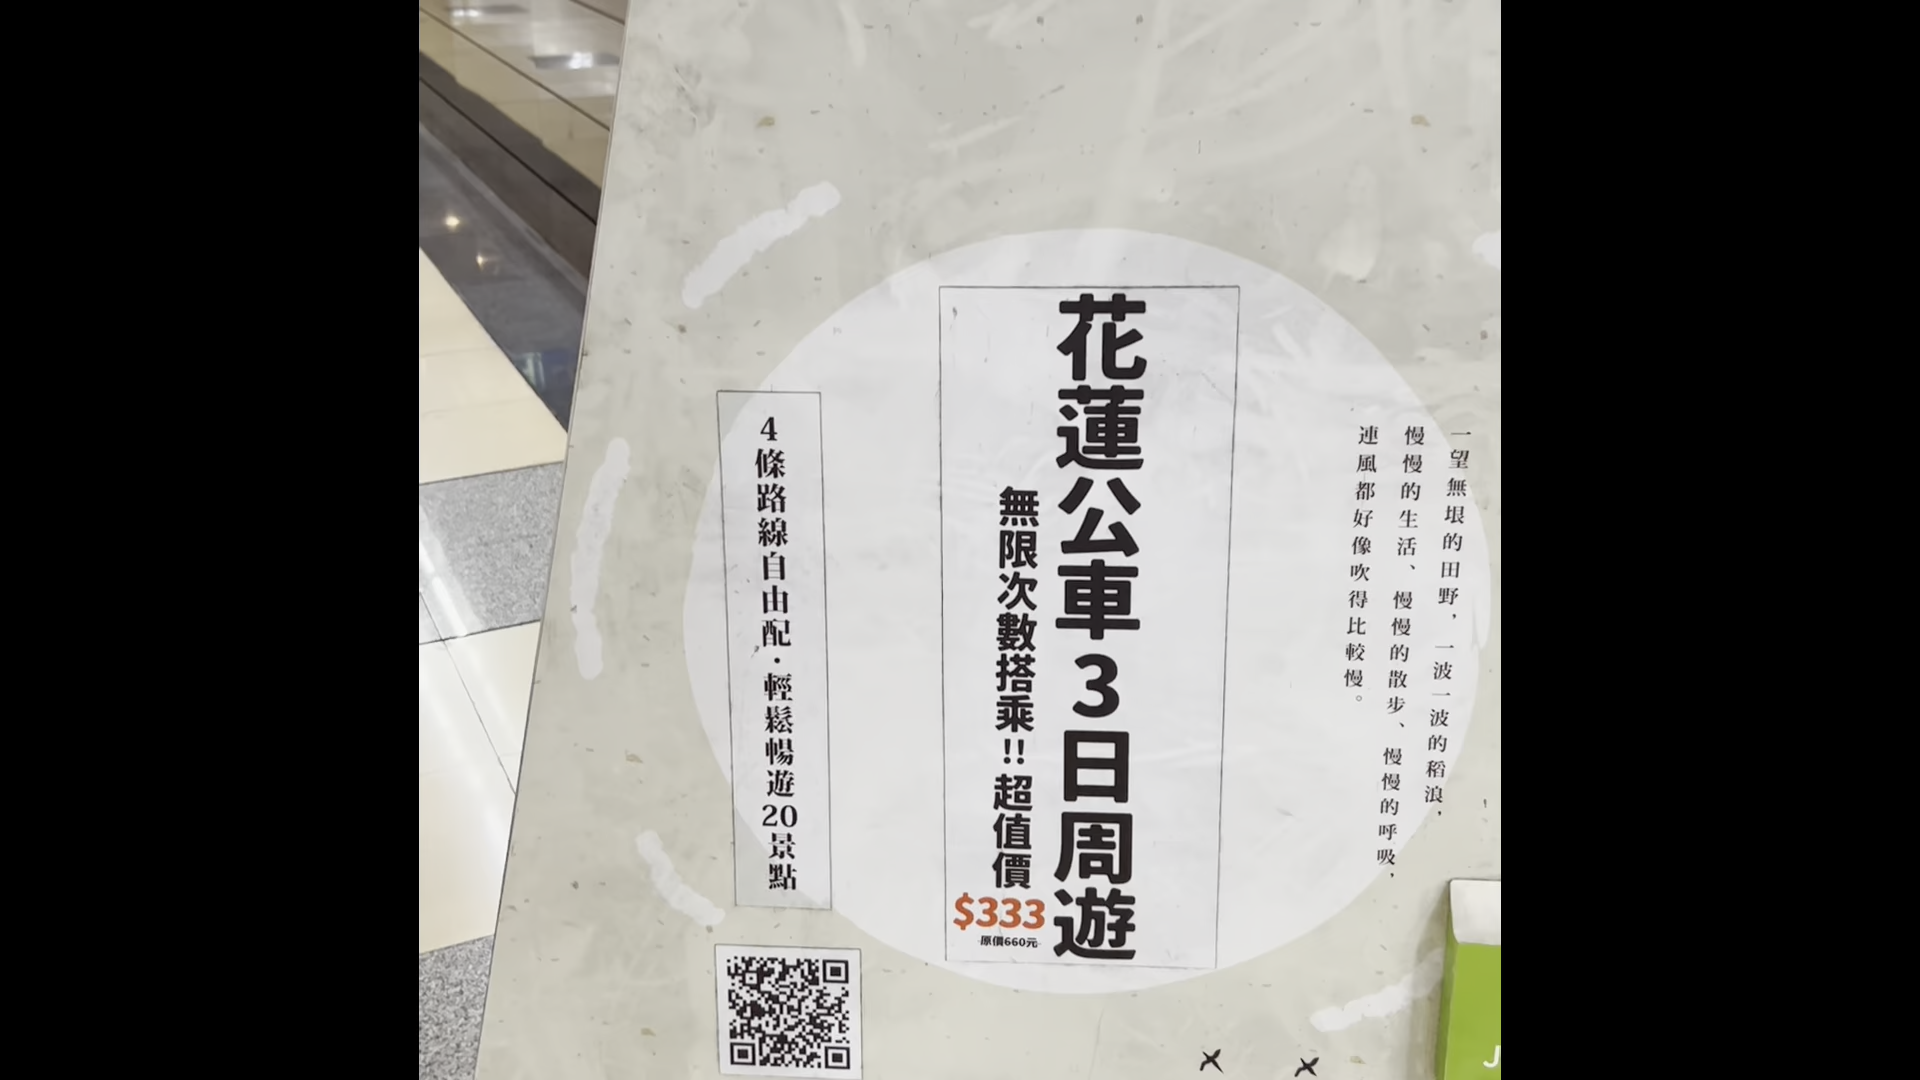 一望無垠的田野，一波一波的稻浪，
慢慢的生活、慢慢的散步、慢慢的呼吸，
連風都好像吹得比較慢。
花蓮公車3日周遊
無限次數搭乘!!超值價
$333
原價660元
4條路線自由配·輕鬆暢遊20景點
J